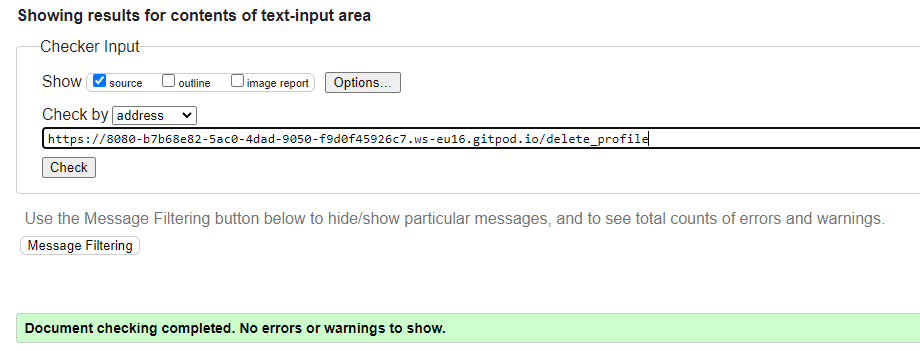 Showing results for contents of text-input area
Checker Input
Show source outline image report Options...
Check by address
https://8080-b7b68e82-5ac0-4dad-9050-f9d0f45926c7.ws-eu16.gitpod.io/delete_profile
Check
Use the Message Filtering button below to hide/show particular messages, and to see total counts of errors and warnings.
Message Filtering
Document checking completed. No errors or warnings to show.